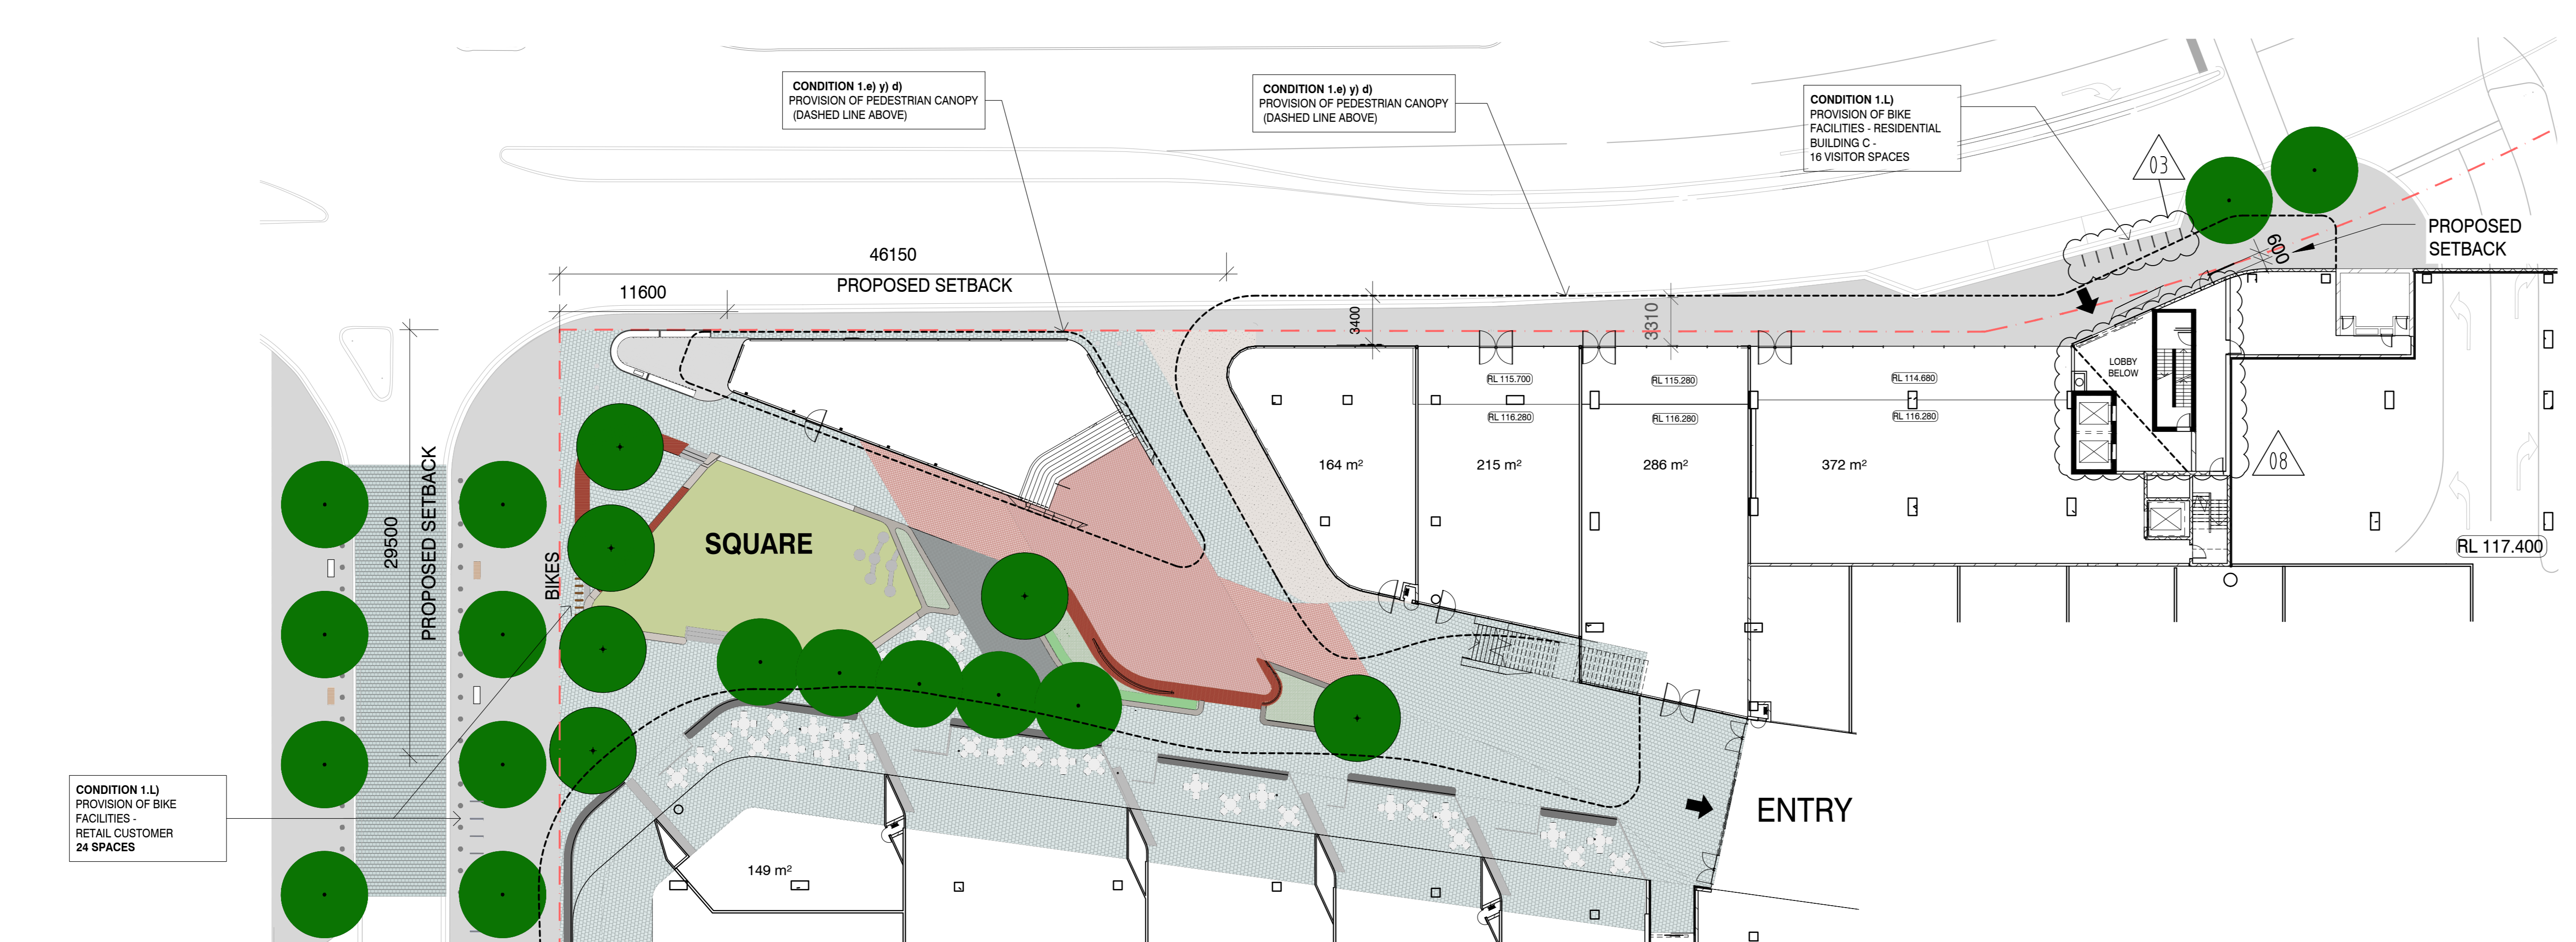 CONDITION 1.e) y) d)
PROVISION OF PEDESTRIAN CANOPY
(DASHED LINE ABOVE)
CONDITION 1.e) y) d)
PROVISION OF PEDESTRIAN CANOPY
(DASHED LINE ABOVE)
CONDITION 1.L)
PROVISION OF BIKE
FACILITIES - RESIDENTIAL
BUILDING C -
16 VISITOR SPACES
03
PROPOSED
SETBACK
600
46150
PROPOSED SETBACK
11600
3400
3310
LOBBY
BELOW
RL 115.700
RL 115.280
RL 114.680
RL 116.280
RL 116.280
RL 116.280
164 m²
215 m²
286 m²
372 m²
08
RL 117.400
29500
PROPOSED SETBACK
BIKES
SQUARE
ENTRY
CONDITION 1.L)
PROVISION OF BIKE
FACILITIES -
RETAIL CUSTOMER
24 SPACES
149 m²